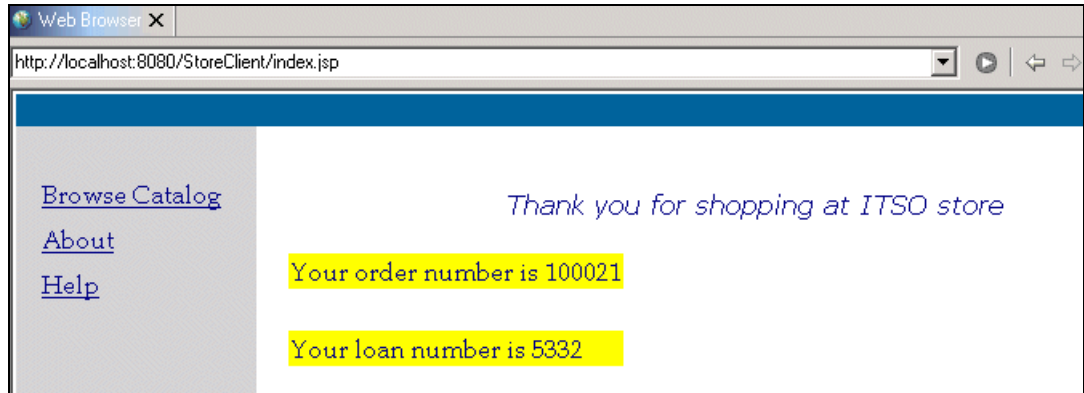 Web Browser
http://localhost:8080/StoreClient/index.jsp
Browse Catalog
About
Help
Thank you for shopping at ITSO store
Your order number is 100021
Your loan number is 5332